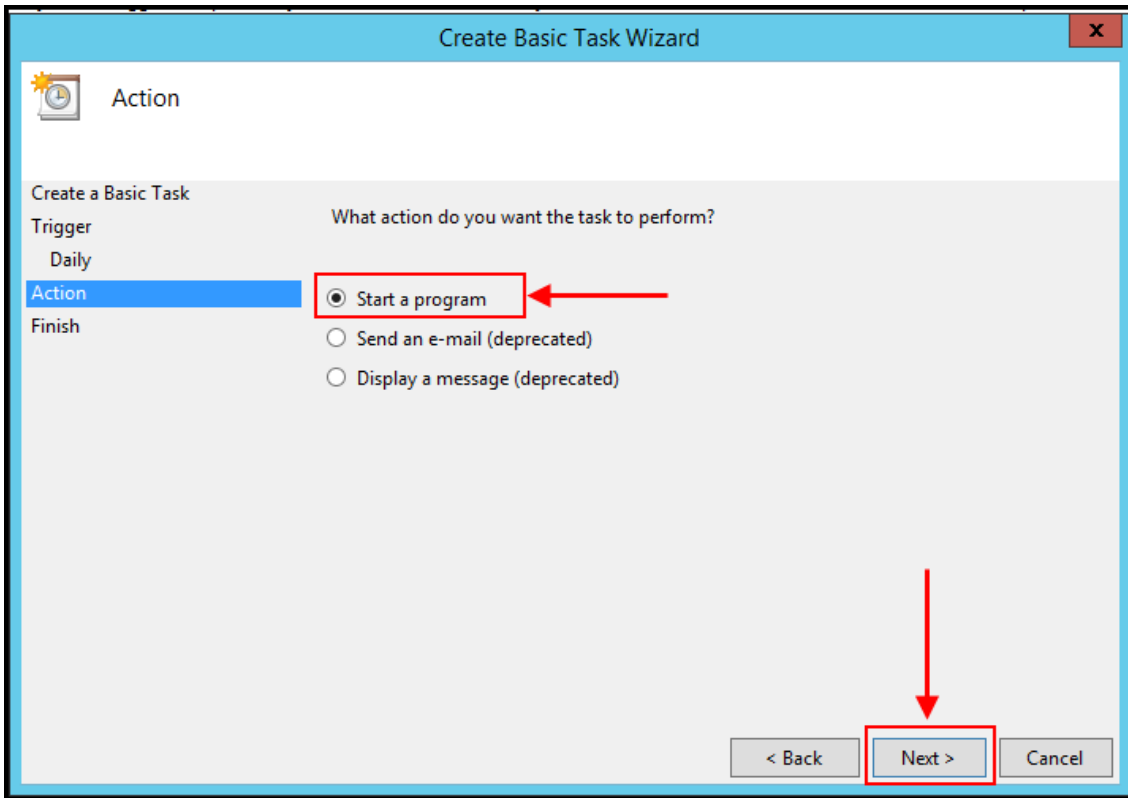 Create Basic Task Wizard
x
Action
Create a Basic Task
Trigger
Daily
Action
Finish
What action do you want the task to perform?
Start a program
Send an e-mail (deprecated)
Display a message (deprecated)
< Back
Next >
Cancel